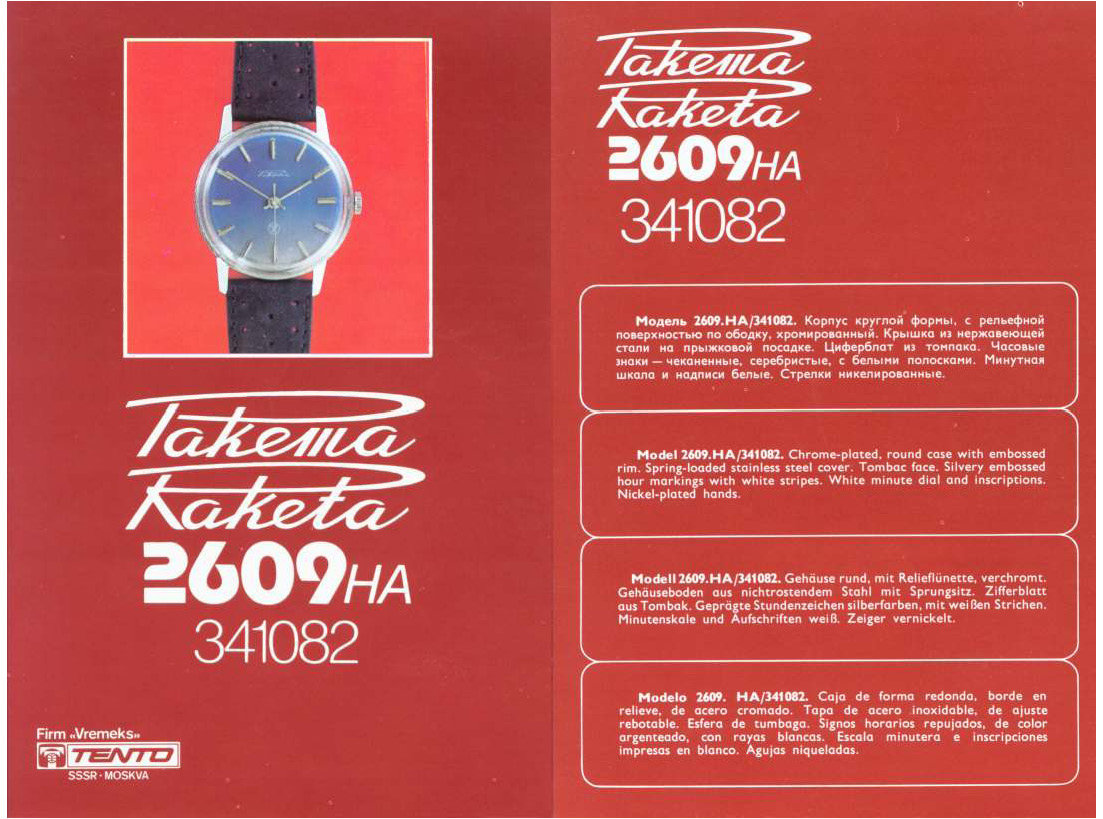 Ракета
Raketa
2609HA
341082
Firm «Vremeks»
TENTO
SSSR · MOSKVA
Ракета
Raketa
2609HA
341082
Модель 2609.НА/341082. Корпус круглой формы, с рельефной
поверхностью по ободку, хромированный. Крышка из нержавеющей
стали на прыжковой посадке. Циферблат из томпака. Часовые
знаки — чеканенные, серебристые, с белыми полосками. Минутная
шкала и надписи белые. Стрелки никелированные.
Model 2609.HA/341082. Chrome-plated, round case with embossed
rim. Spring-loaded stainless steel cover. Tombac face. Silvery embossed
hour markings with white stripes. White minute dial and inscriptions.
Nickel-plated hands.
Modell 2609.HA/341082. Gehäuse rund, mit Relieflünette, verchromt.
Gehäuseboden aus nichtrostendem Stahl mit Sprungsitz. Zifferblatt
aus Tombak. Geprägte Stundenzeichen silberfarben, mit weißen Strichen.
Minutenskale und Aufschriften weiß. Zeiger vernickelt.
Modelo 2609. HA/341082. Caja de forma redonda, borde en
relieve, de acero cromado. Tapa de acero inoxidable, de ajuste
rebotable. Esfera de tumbaga. Signos horarios repujados, de color
argenteado, con rayas blancas. Escala minutera e inscripciones
impresas en blanco. Agujas niqueladas.